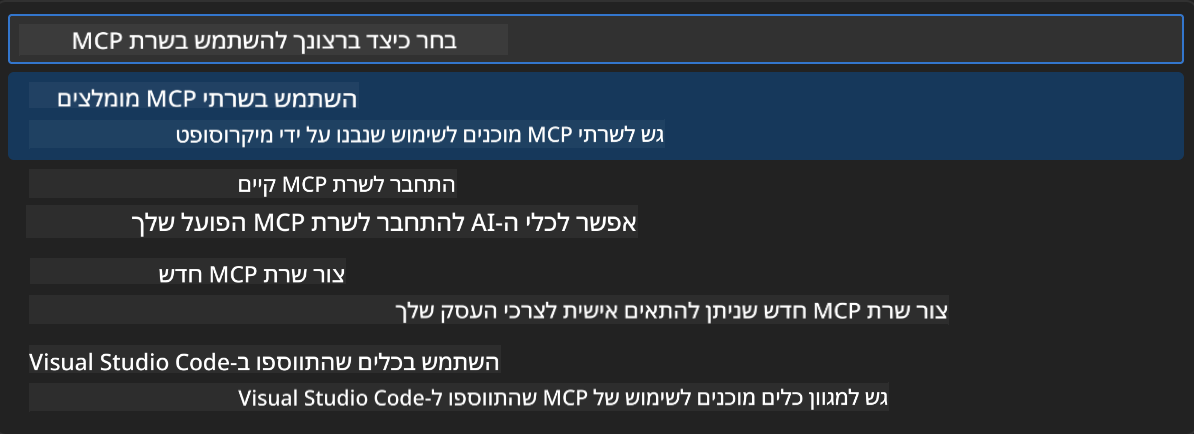 בחר כיצד ברצונך להשתמש בשרת MCP
השתמש בשרתי MCP מומלצים
גש לשרתי MCP מוכנים לשימוש שנבנו על ידי מיקרוסופט
התחבר לשרת MCP קיים
אפשר לכלי ה-AI להתחבר לשרת MCP הפועל שלך
צור שרת MCP חדש
צור שרת MCP חדש שניתן להתאים אישית לצרכי העסק שלך
השתמש בכלים שהתווספו ב-Visual Studio Code
גש למגוון כלים מוכנים לשימוש של MCP שהתווספו ל-Visual Studio Code